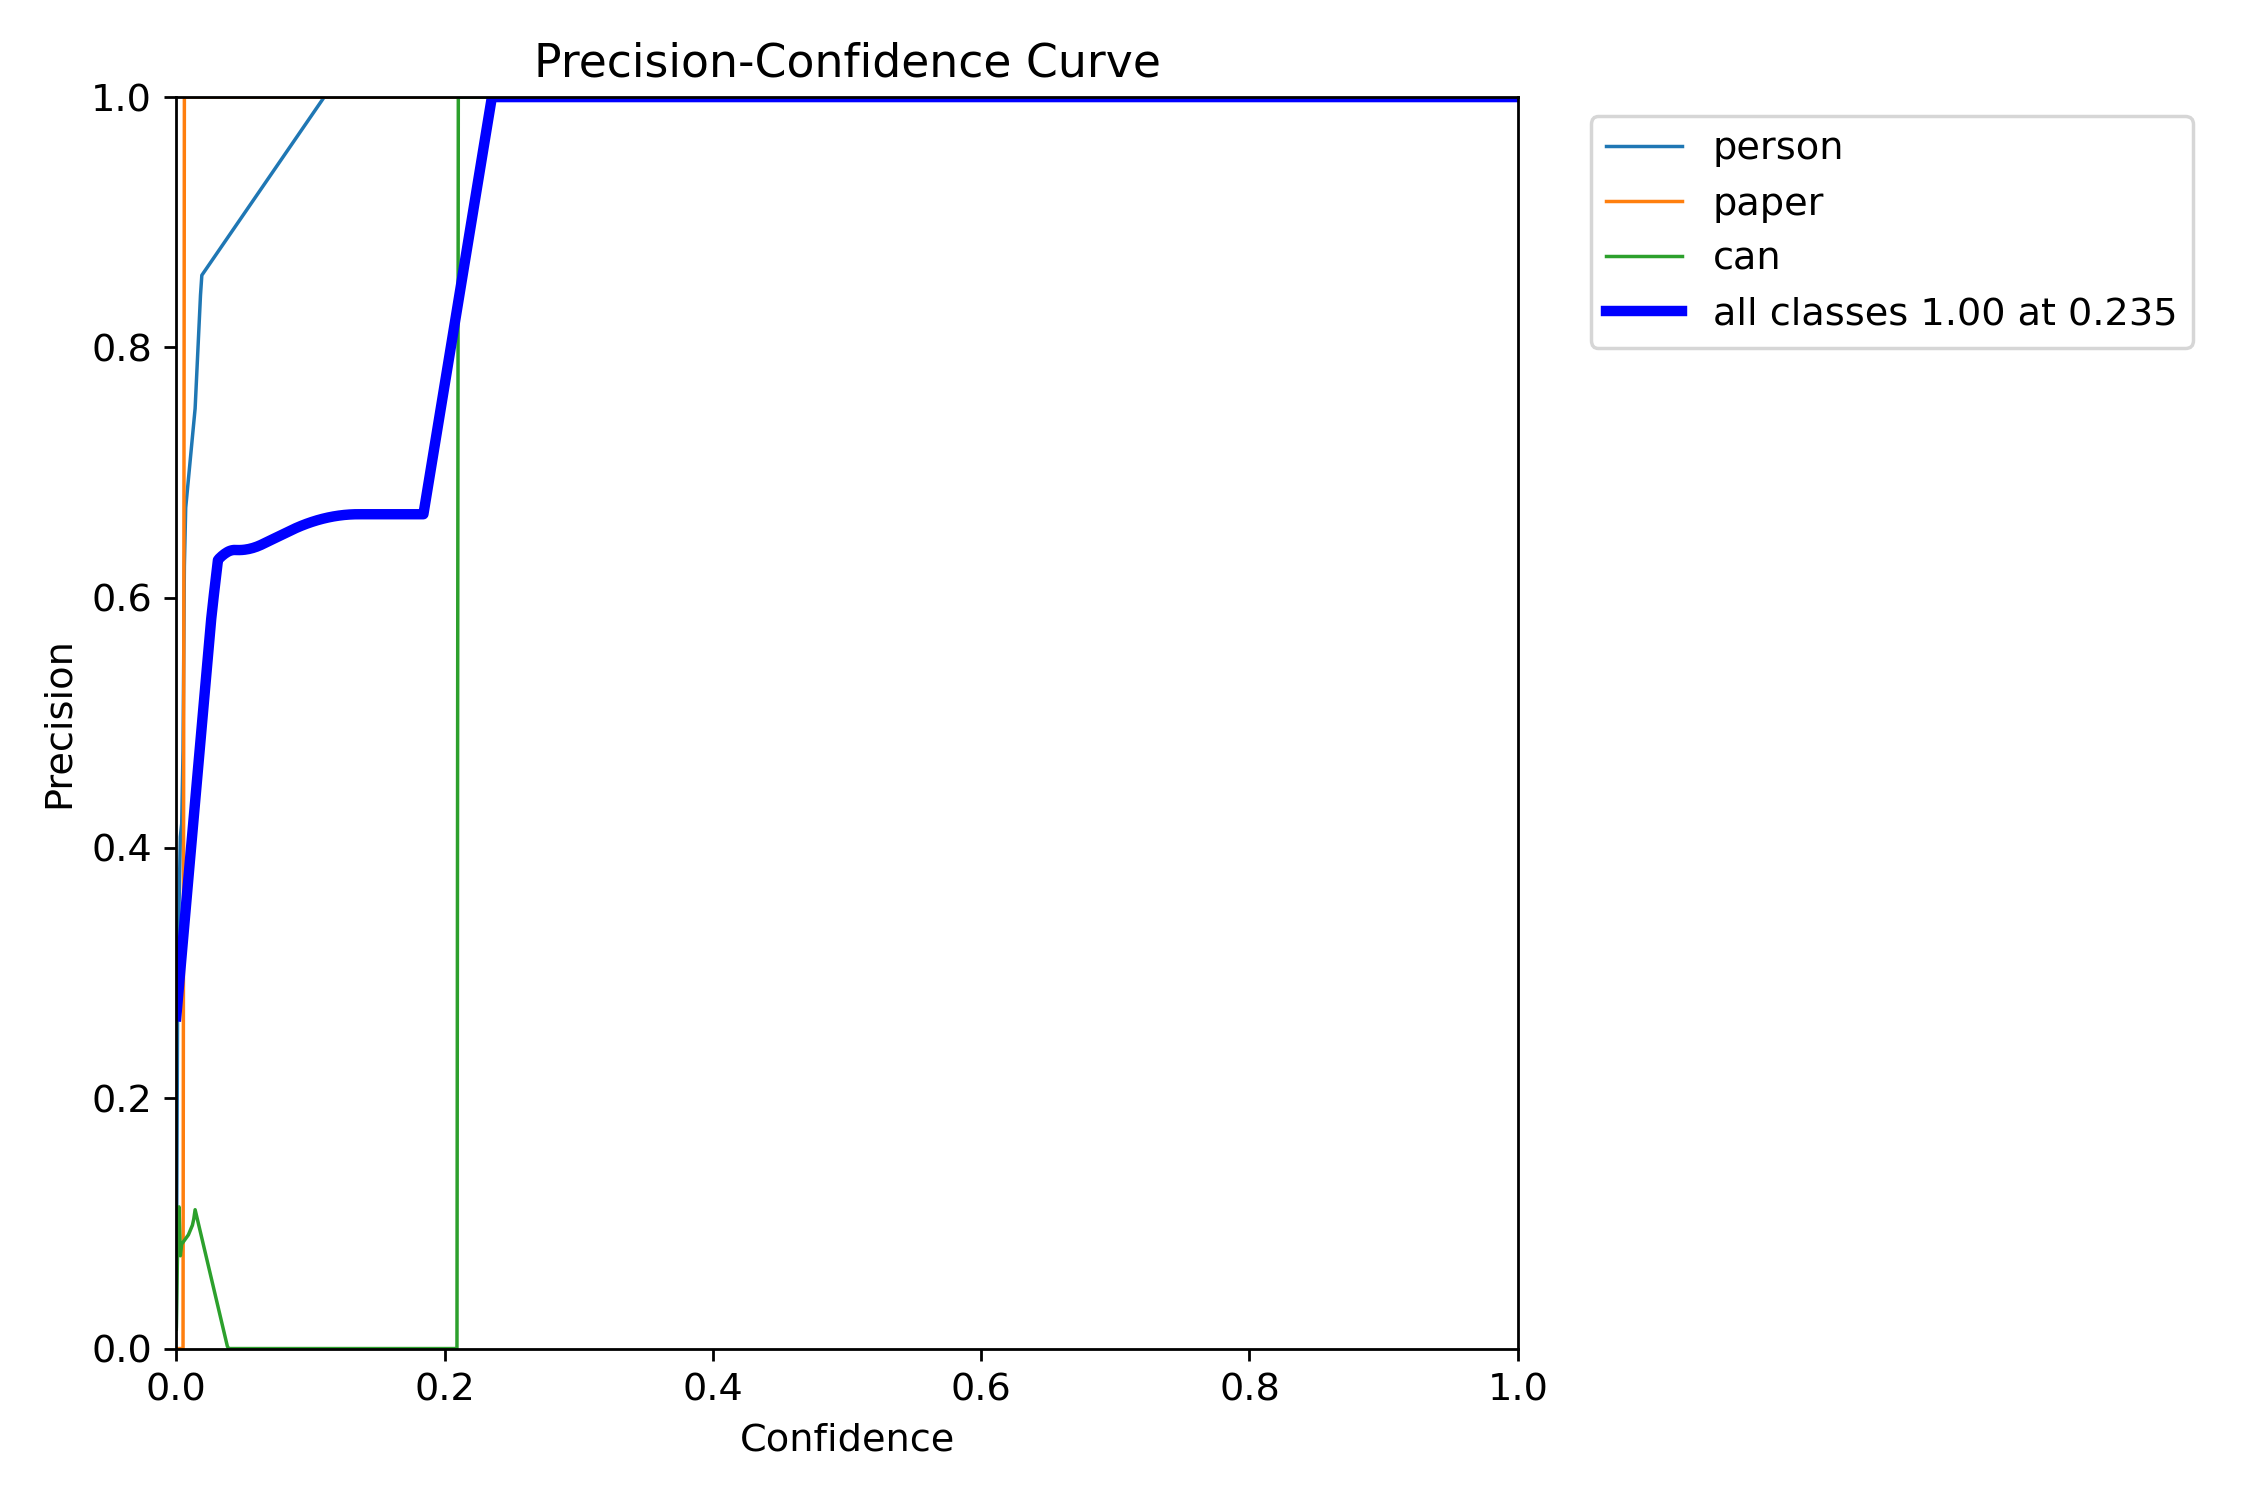 Precision-Confidence Curve
1.0
0.8
0.6
0.4
0.2
0.0
Precision
0.0 0.2 0.4 0.6 0.8 1.0
Confidence
person
paper
can
all classes 1.00 at 0.235